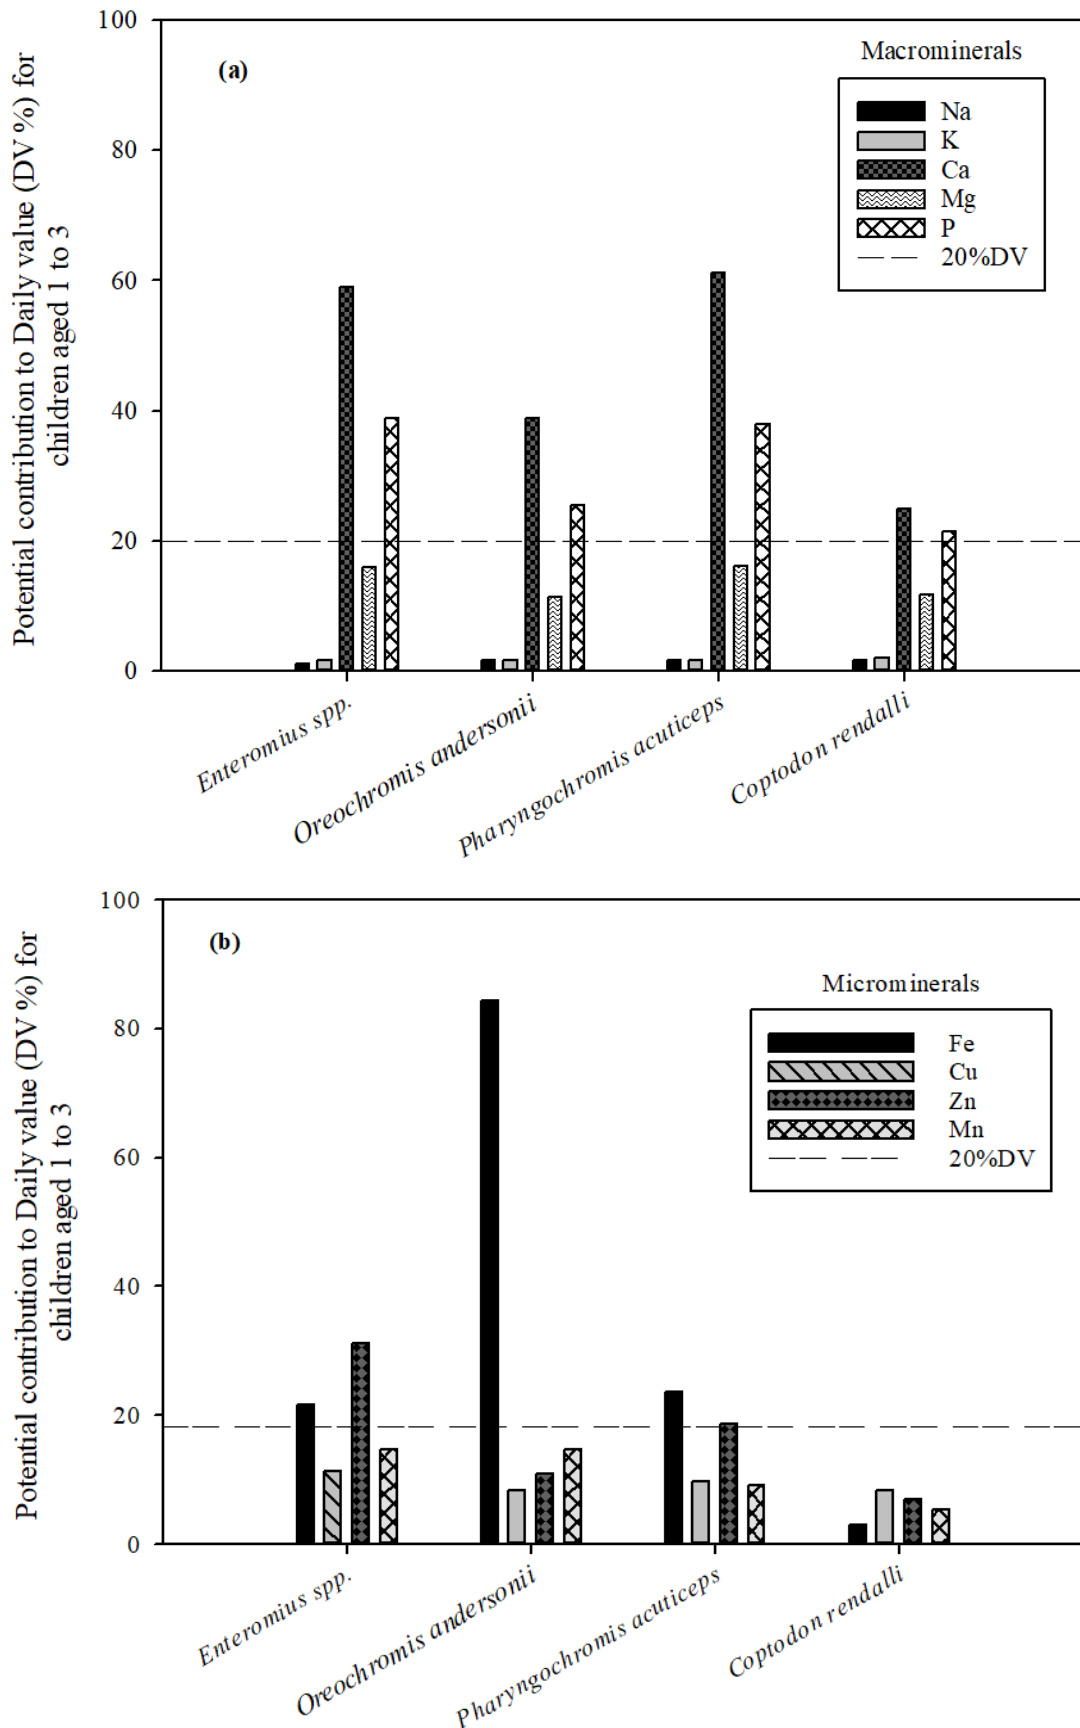 Potential contribution to Daily value (DV %) for
children aged 1 to 3
100
80
60
40
20
0
(a)
Macrominerals
Na
K
Ca
Mg
P
20%DV
Enteromius spp.
Oreochromis andersonii
Pharyngochromis acuticeps
Coptodon rendalli
Potential contribution to Daily value (DV %) for
children aged 1 to 3
100
80
60
40
20
0
(b)
Microminerals
Fe
Cu
Zn
Mn
20%DV
Enteromius spp.
Oreochromis andersonii
Pharyngochromis acuticeps
Coptodon rendalli